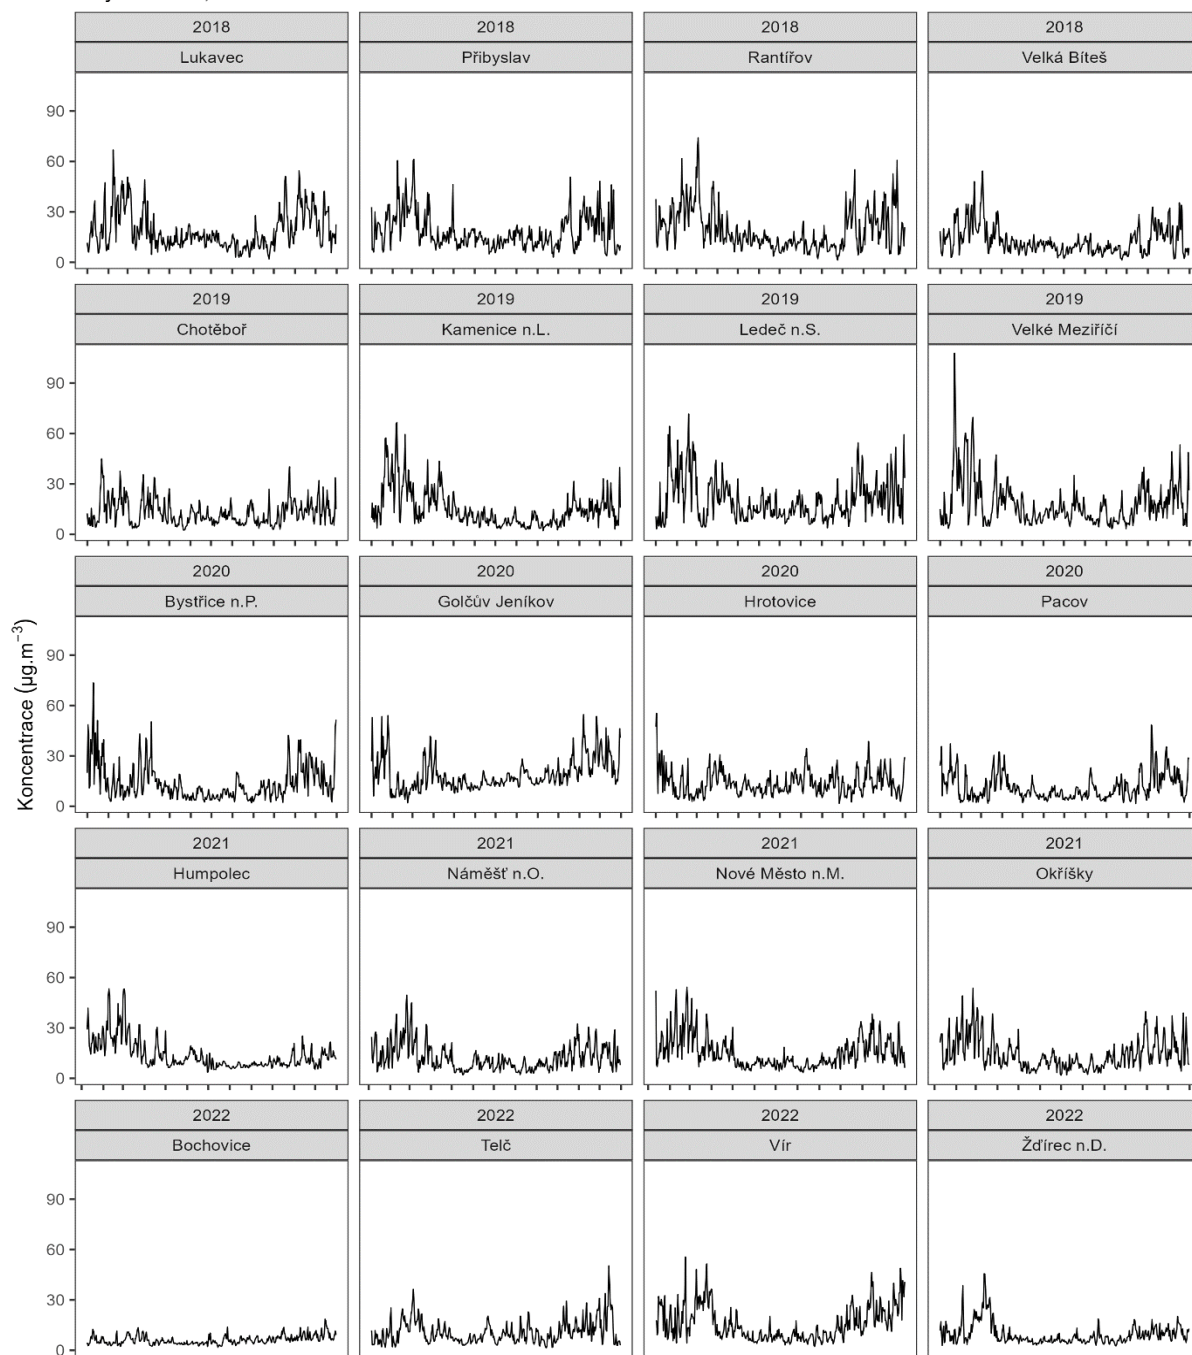 2018 2018 2018 2018
Lukavec Přibyslav Rantířov Velká Bíteš
90
60
30
0
2019 2019 2019 2019
Chotěboř Kamenice n.L. Ledeč n.S. Velké Meziříčí
90
60
30
0
2020 2020 2020 2020
Bystřice n.P. Golčův Jeníkov Hrotovice Pacov
90
60
30
0
Koncentrace (µg.m⁻³)
2021 2021 2021 2021
Humpolec Náměšť n.O. Nové Město n.M. Okříšky
90
60
30
0
2022 2022 2022 2022
Bochovice Telč Vír Ždírec n.D.
90
60
30
0